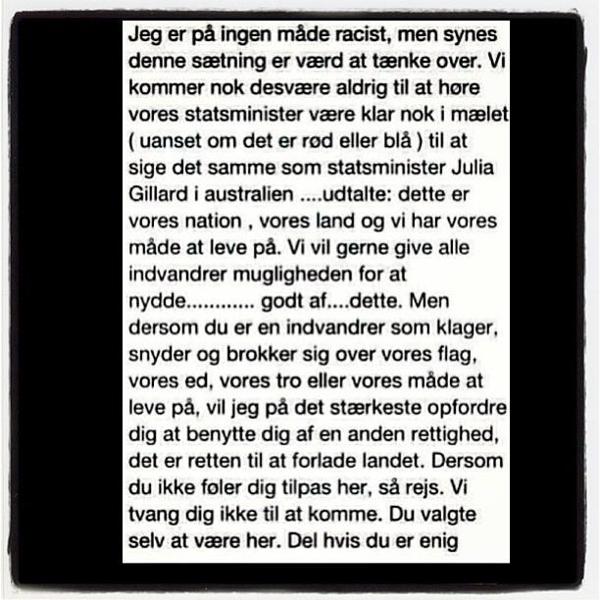 Jeg er på ingen måde racist, men synes
denne sætning er værd at tænke over. Vi
kommer nok desvære aldrig til at høre
vores statsminister være klar nok i mælet
( uanset om det er rød eller blå ) til at
sige det samme som statsminister Julia
Gillard i australien ....udtalte: dette er
vores nation , vores land og vi har vores
måde at leve på. Vi vil gerne give alle
indvandrer mugligheden for at
nydde............ godt af....dette. Men
dersom du er en indvandrer som klager,
snyder og brokker sig over vores flag,
vores ed, vores tro eller vores måde at
leve på, vil jeg på det stærkeste opfordre
dig at benytte dig af en anden rettighed,
det er retten til at forlade landet. Dersom
du ikke føler dig tilpas her, så rejs. Vi
tvang dig ikke til at komme. Du valgte
selv at være her. Del hvis du er enig